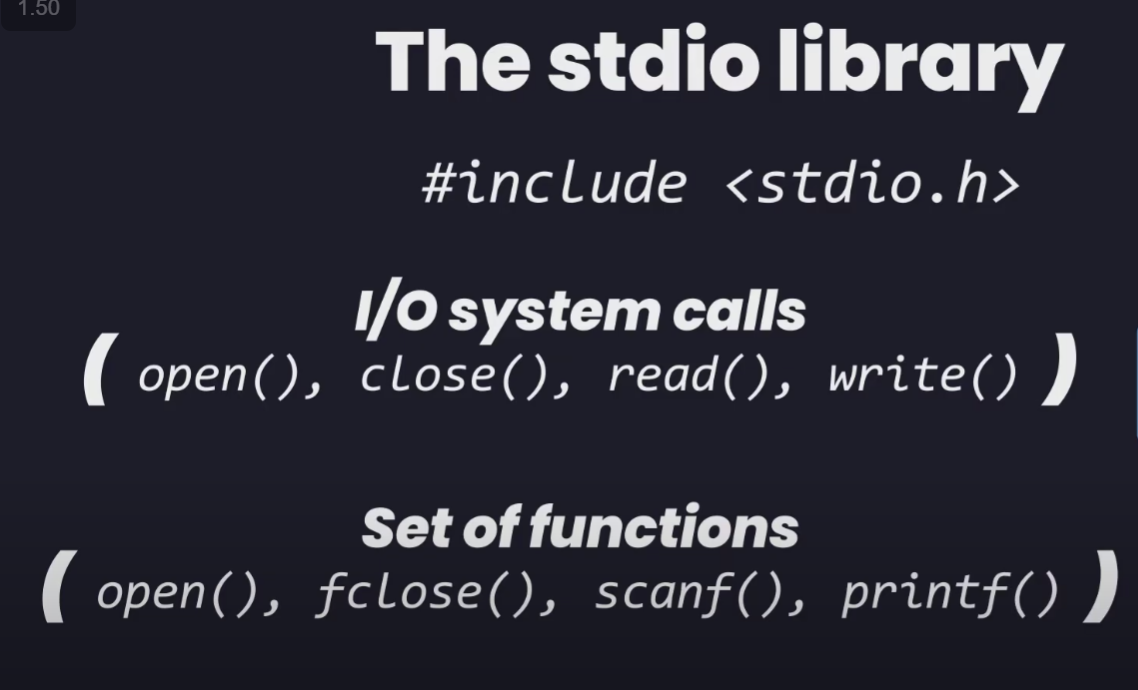 1.50
The stdio library
#include <stdio.h>
I/O system calls
( open(), close(), read(), write() )
Set of functions
( open(), fclose(), scanf(), printf() )